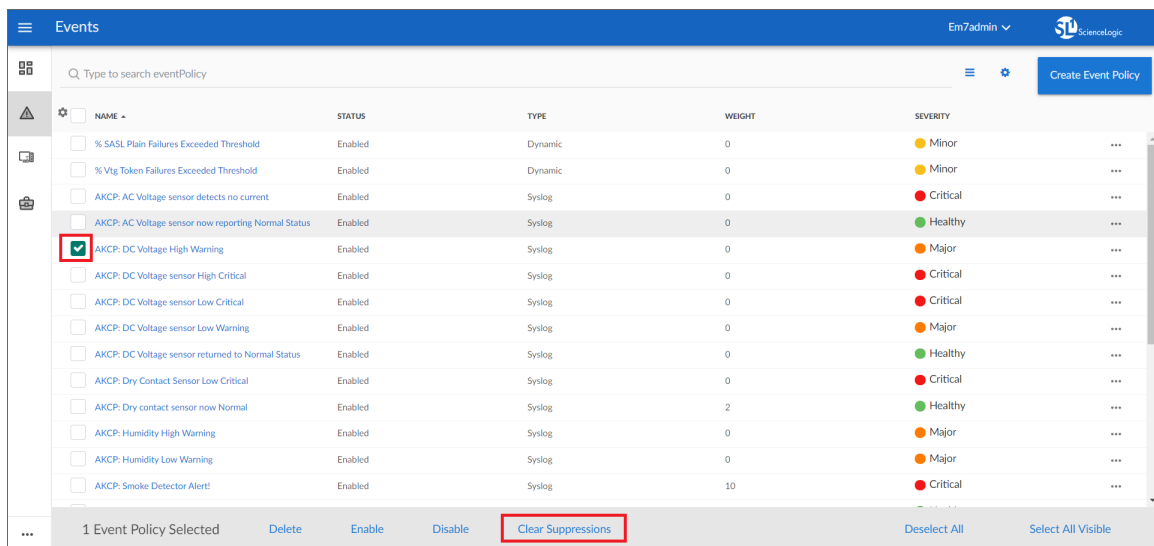 Events
Em7admin
SL ScienceLogic
Type to search eventPolicy
Create Event Policy
NAME STATUS TYPE WEIGHT SEVERITY
% SASL Plain Failures Exceeded Threshold Enabled Dynamic 0 Minor
% Vtg Token Failures Exceeded Threshold Enabled Dynamic 0 Minor
AKCP: AC Voltage sensor detects no current Enabled Syslog 0 Critical
AKCP: AC Voltage sensor now reporting Normal Status Enabled Syslog 0 Healthy
AKCP: DC Voltage High Warning Enabled Syslog 0 Major
AKCP: DC Voltage sensor High Critical Enabled Syslog 0 Critical
AKCP: DC Voltage sensor Low Critical Enabled Syslog 0 Critical
AKCP: DC Voltage sensor Low Warning Enabled Syslog 0 Major
AKCP: DC Voltage sensor returned to Normal Status Enabled Syslog 0 Healthy
AKCP: Dry Contact Sensor Low Critical Enabled Syslog 0 Critical
AKCP: Dry contact sensor now Normal Enabled Syslog 2 Healthy
AKCP: Humidity High Warning Enabled Syslog 0 Major
AKCP: Humidity Low Warning Enabled Syslog 0 Major
AKCP: Smoke Detector Alert! Enabled Syslog 10 Critical
1 Event Policy Selected Delete Enable Disable Clear Suppressions Deselect All Select All Visible